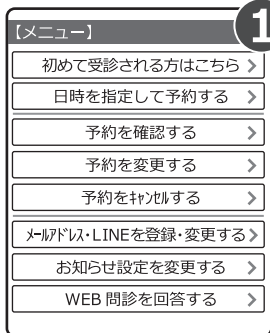 【メニュー】
1
初めて受診される方はこちら >
日時を指定して予約する >
予約を確認する >
予約を変更する >
予約をｷｬﾝｾﾙする >
ﾒｰﾙｱﾄﾞﾚｽ・LINEを登録・変更する >
お知らせ設定を変更する >
WEB 問診を回答する >